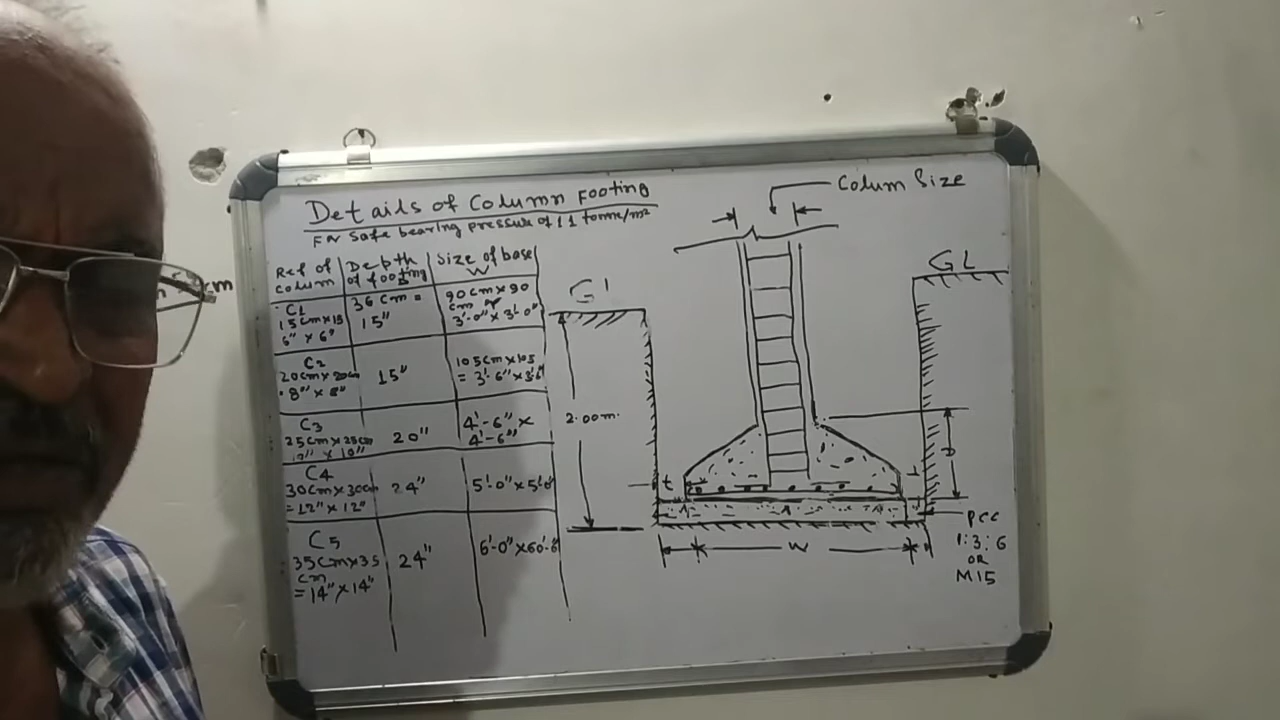 Details of Column Footing
For safe bearing pressure of 11 tonne/m²
Ref of column
Depth of footing
Size of base W
C1
15cm x 15
6" x 6"
36 cm =
15"
90cm x 90
cm
3'-0" x 3'-0"
C2
20cm x 20cm
8" x 8"
15"
105cm x 105
= 3'-6" x 3'6"
C3
25cm x 25cm
x 10"
20"
4'-6" x
4'-6"
C4
30cm x 30cm
= 12" x 12"
24"
5'-0" x 5'-0"
C5
35cm x 35
cm
= 14" x 14"
24"
6'-0" x 60'-6"
Colum Size
GL
GL
2.00m.
t
D
W
PCC
1:3:6
OR
M15
cm